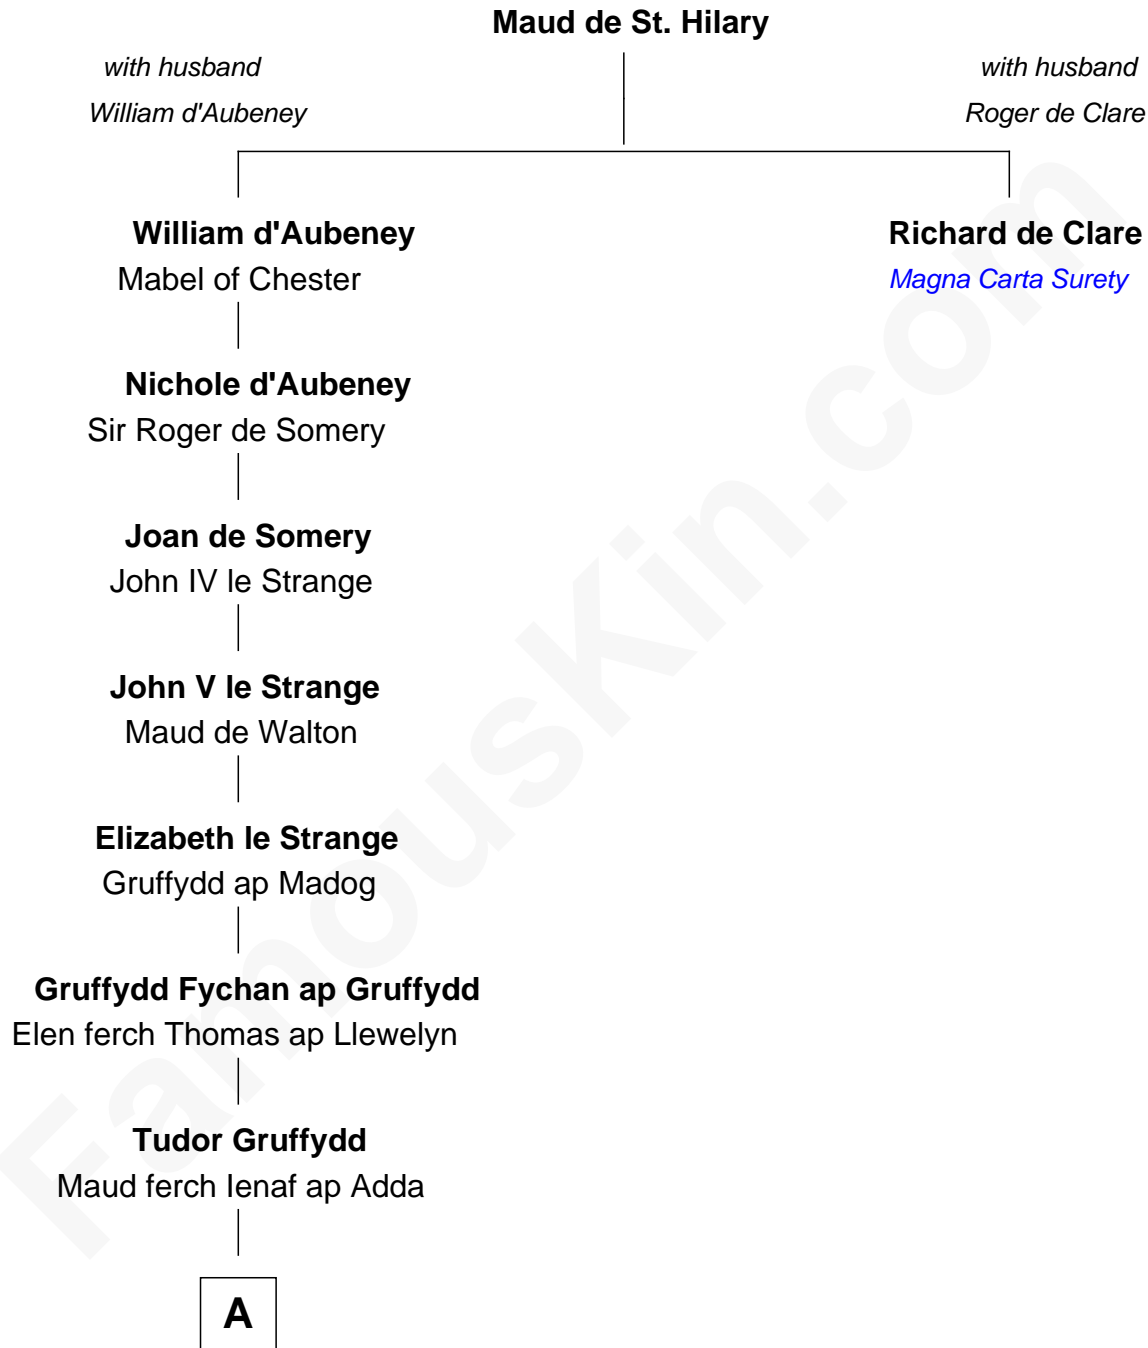 Maud de St. Hilary
with husband
William d'Aubeney
with husband
Roger de Clare
William d'Aubeney
Mabel of Chester
Richard de Clare
Magna Carta Surety
Nichole d'Aubeney
Sir Roger de Somery
Joan de Somery
John IV le Strange
John V le Strange
Maud de Walton
Elizabeth le Strange
Gruffydd ap Madog
Gruffydd Fychan ap Gruffydd
Elen ferch Thomas ap Llewelyn
Tudor Gruffydd
Maud ferch Ienaf ap Adda
A
FamousKin.com